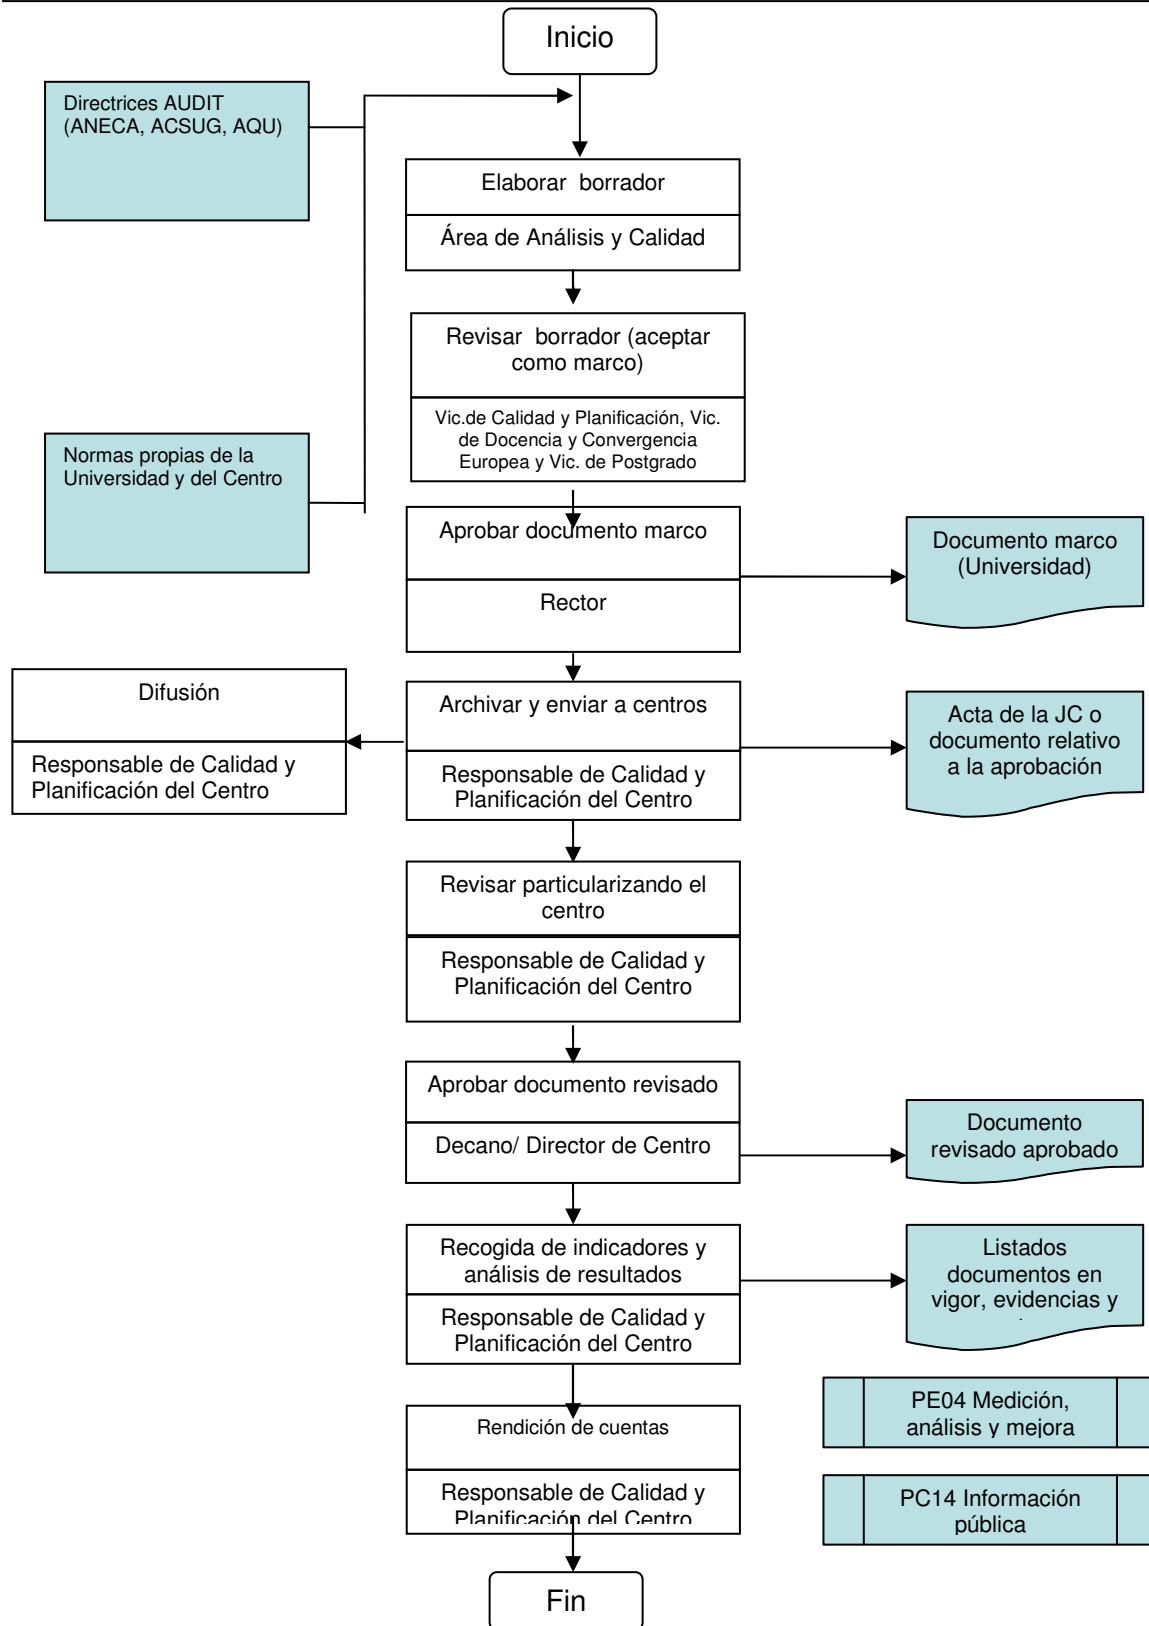 Inicio
Directrices AUDIT
(ANECA, ACSUG, AQU)
Elaborar borrador
Área de Análisis y Calidad
Revisar borrador (aceptar
como marco)
Vic.de Calidad y Planificación, Vic.
de Docencia y Convergencia
Europea y Vic. de Postgrado
Normas propias de la
Universidad y del Centro
Aprobar documento marco
Rector
Documento marco
(Universidad)
Difusión
Responsable de Calidad y
Planificación del Centro
Archivar y enviar a centros
Responsable de Calidad y
Planificación del Centro
Acta de la JC o
documento relativo
a la aprobación
Revisar particularizando el
centro
Responsable de Calidad y
Planificación del Centro
Aprobar documento revisado
Decano/ Director de Centro
Documento
revisado aprobado
Recogida de indicadores y
análisis de resultados
Responsable de Calidad y
Planificación del Centro
Listados
documentos en
vigor, evidencias y
Rendición de cuentas
Responsable de Calidad y
Planificación del Centro
PE04 Medición,
análisis y mejora
PC14 Información
pública
Fin